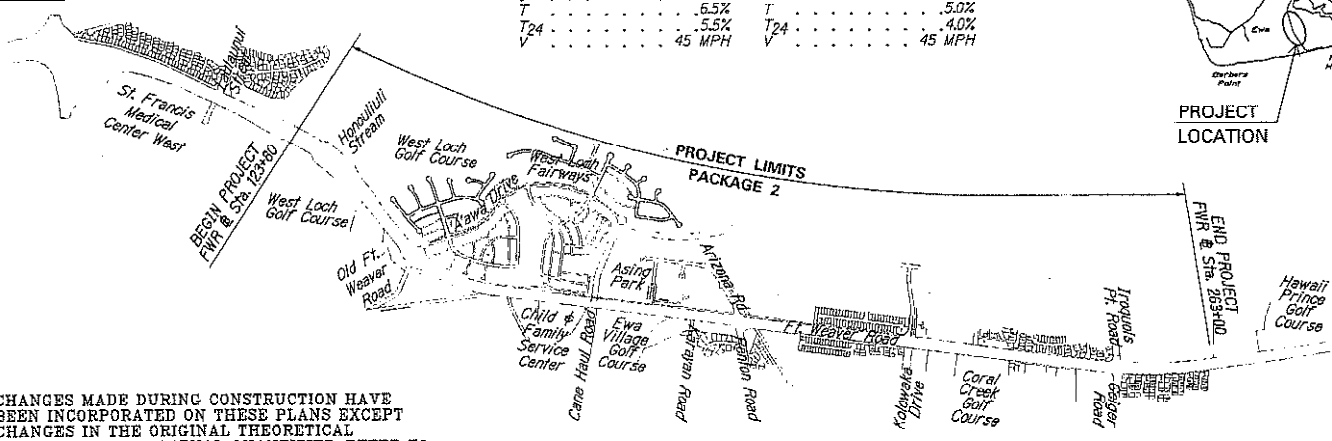 T . . . . . . . . .6.5%
T . . . . . . . . .5.0%
T24 . . . . . . . .5.5%
T24 . . . . . . . .4.0%
V . . . . . . . . 45 MPH
V . . . . . . . . 45 MPH
Ewa
Barbers
Point
PROJECT
LOCATION
St. Francis
Medical
Center West
Street
BEGIN PROJECT
FWR ℄ Sta. 123+80
Honouliuli
Stream
West Loch
Golf Course
West Loch
Golf Course
West Loch
Fairways
A'awa Drive
PROJECT LIMITS
PACKAGE 2
Old Ft.
Weaver
Road
Child &
Family
Service
Center
Cane Haul Road
Asing
Park
Ewa
Village
Golf
Course
Karayan Road
Arizona Rd.
Renton Road
Ft. Weaver Road
Kolowaka
Drive
Coral
Creek
Golf
Course
Iroquois
Pt. Road
Geiger
Road
END PROJECT
FWR ℄ Sta. 269+00
Hawaii
Prince
Golf
Course
CHANGES MADE DURING CONSTRUCTION HAVE
BEEN INCORPORATED ON THESE PLANS EXCEPT
CHANGES IN THE ORIGINAL THEORETICAL